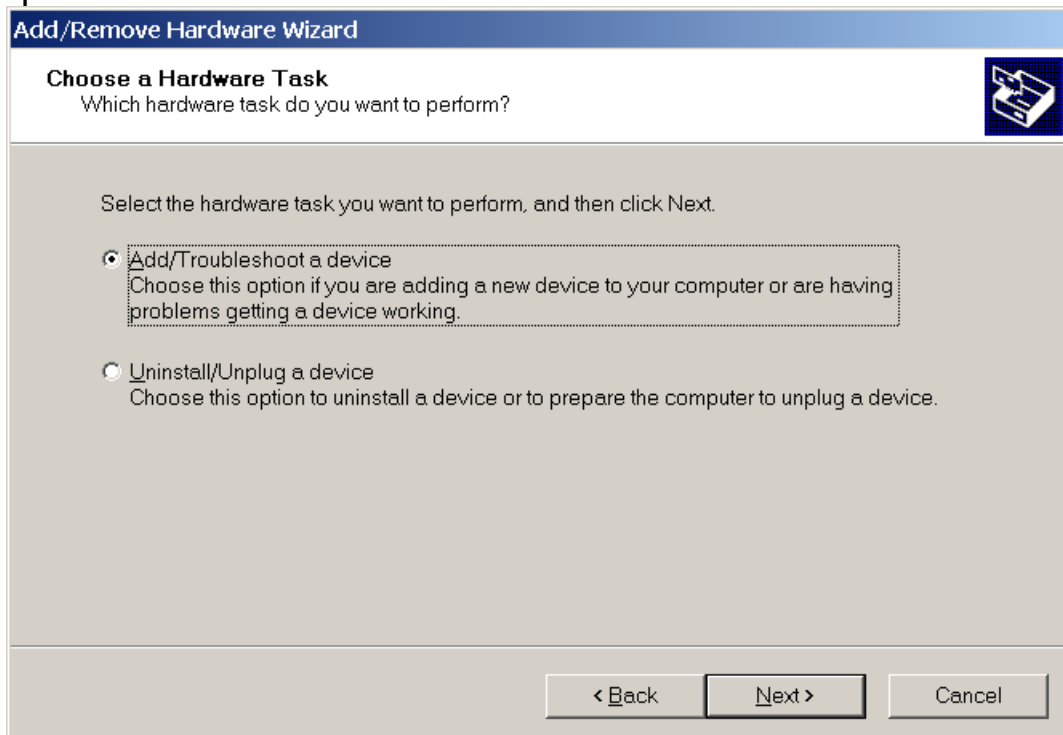 Add/Remove Hardware Wizard
Choose a Hardware Task
Which hardware task do you want to perform?
Select the hardware task you want to perform, and then click Next.
Add/Troubleshoot a device
Choose this option if you are adding a new device to your computer or are having
problems getting a device working.
Uninstall/Unplug a device
Choose this option to uninstall a device or to prepare the computer to unplug a device.
< Back Next > Cancel